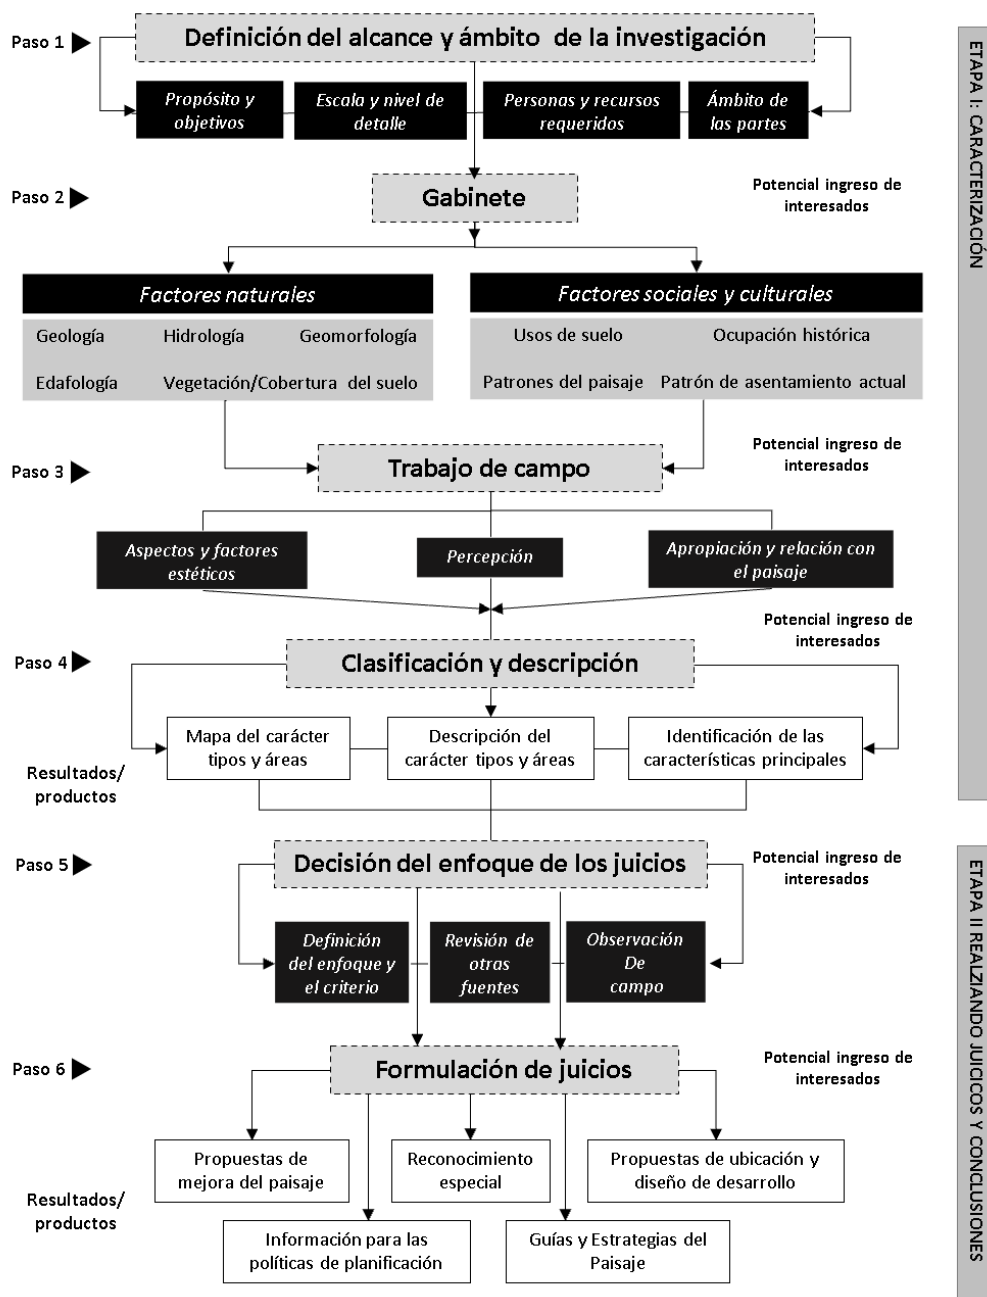 Paso 1
Definición del alcance y ámbito de la investigación
Propósito y
objetivos
Escala y nivel de
detalle
Personas y recursos
requeridos
Ámbito de
las partes
Paso 2
Gabinete
Potencial ingreso de
interesados
Factores naturales
Geología Hidrología Geomorfología
Edafología Vegetación/Cobertura del suelo
Factores sociales y culturales
Usos de suelo Ocupación histórica
Patrones del paisaje Patrón de asentamiento actual
Paso 3
Trabajo de campo
Potencial ingreso de
interesados
Aspectos y factores
estéticos
Percepción
Apropiación y relación con
el paisaje
Potencial ingreso de
interesados
Paso 4
Clasificación y descripción
Mapa del carácter
tipos y áreas
Descripción del
carácter tipos y áreas
Identificación de las
características principales
Resultados/
productos
ETAPA I: CARACTERIZACIÓN
Paso 5
Decisión del enfoque de los juicios
Potencial ingreso de
interesados
Definición
del enfoque y
el criterio
Revisión de
otras
fuentes
Observación
De
campo
Paso 6
Formulación de juicios
Potencial ingreso de
interesados
Propuestas de
mejora del paisaje
Reconocimiento
especial
Propuestas de ubicación y
diseño de desarrollo
Resultados/
productos
Información para las
políticas de planificación
Guías y Estrategias del
Paisaje
ETAPA II REALZIANDO JUICICOS Y CONCLUSIONES